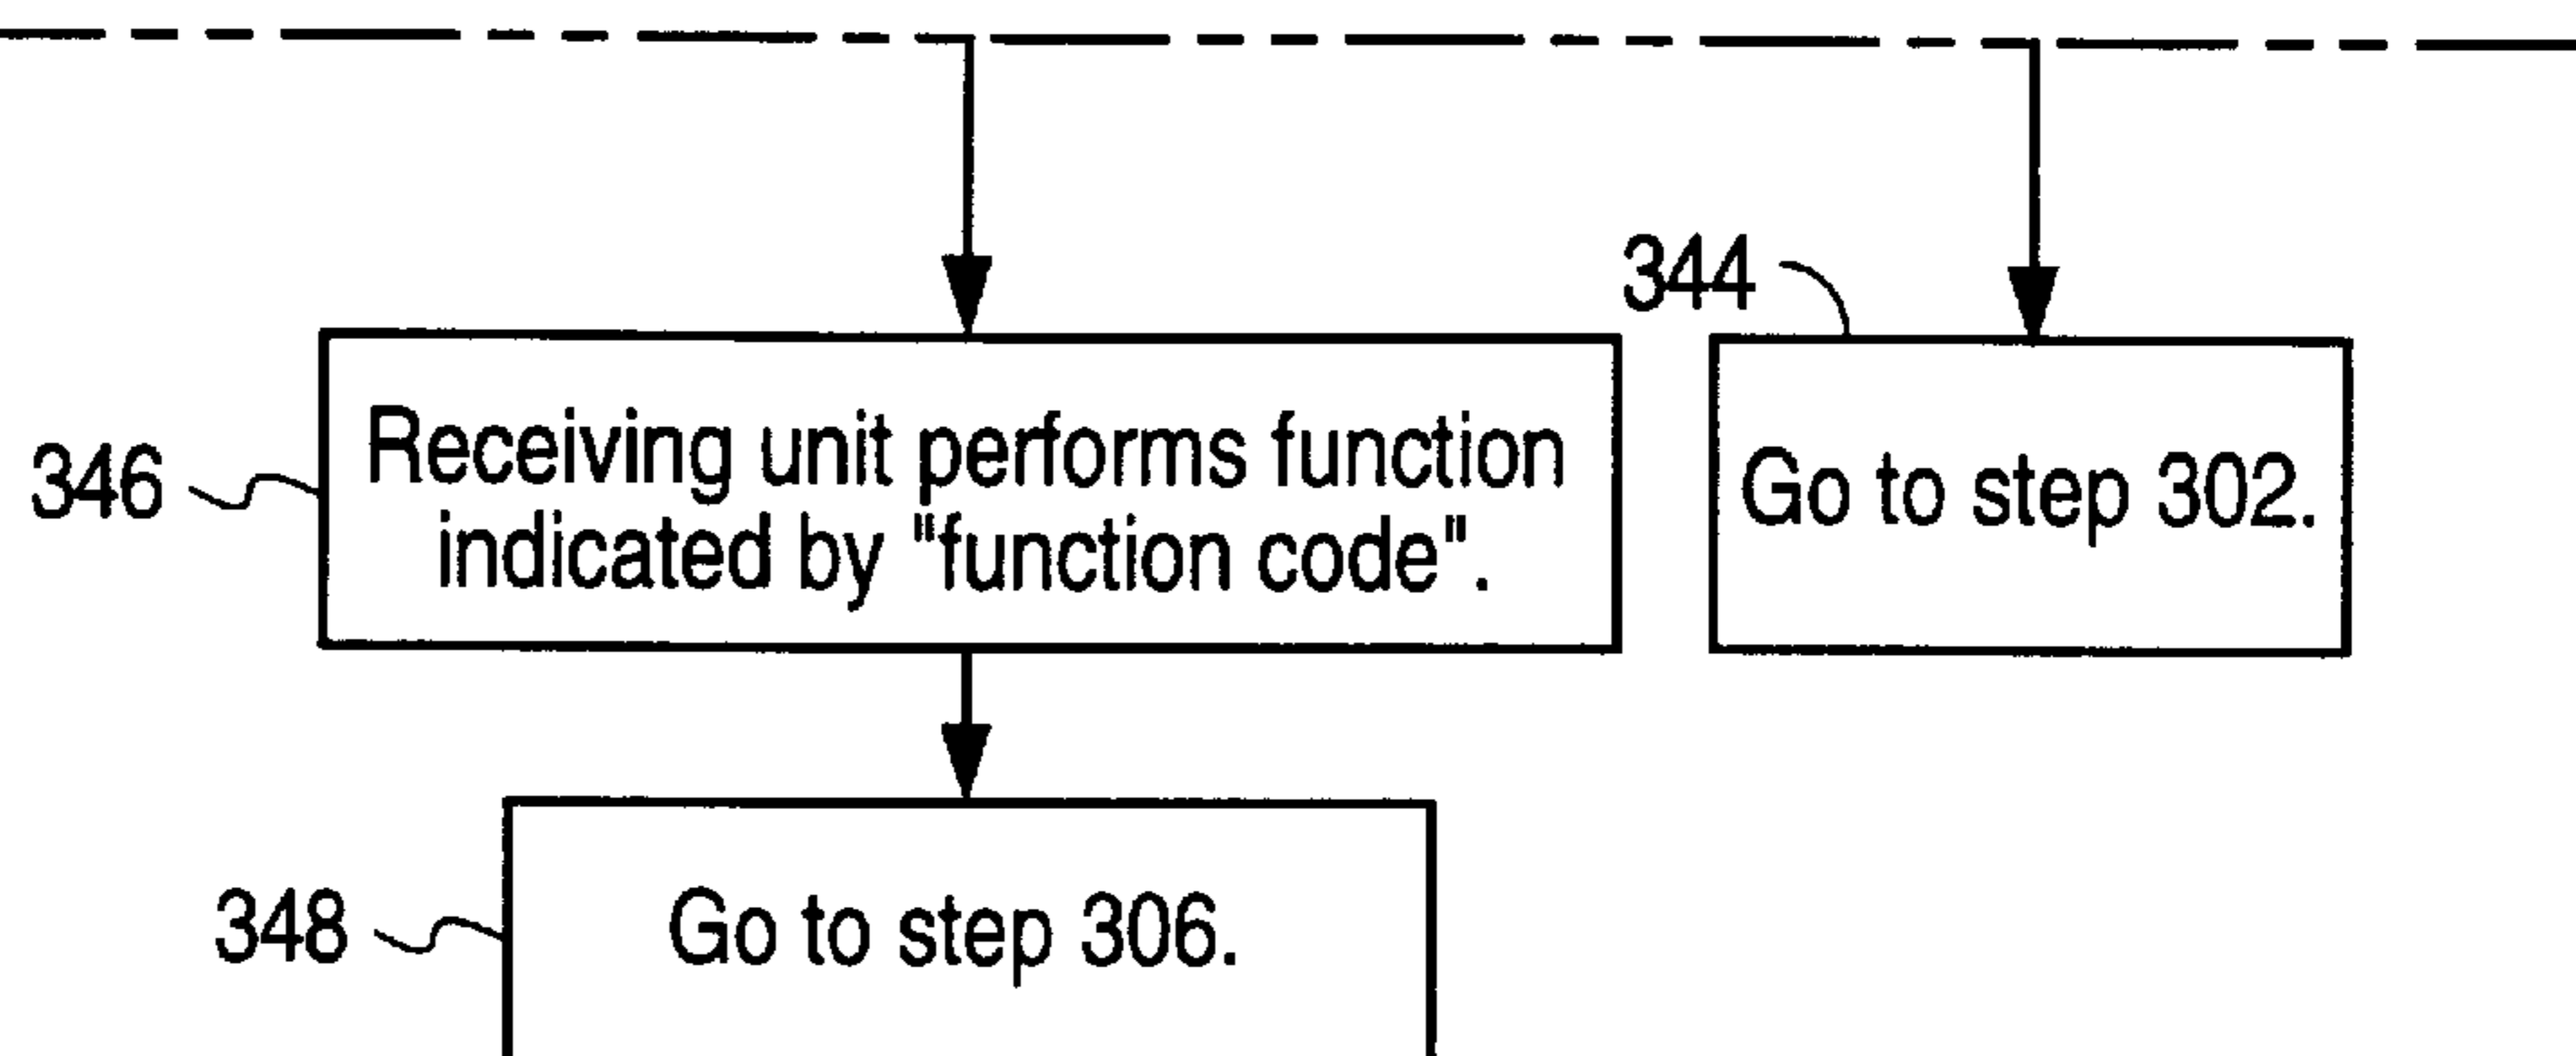 344
346
Receiving unit performs function
indicated by "function code".
Go to step 302.
348
Go to step 306.